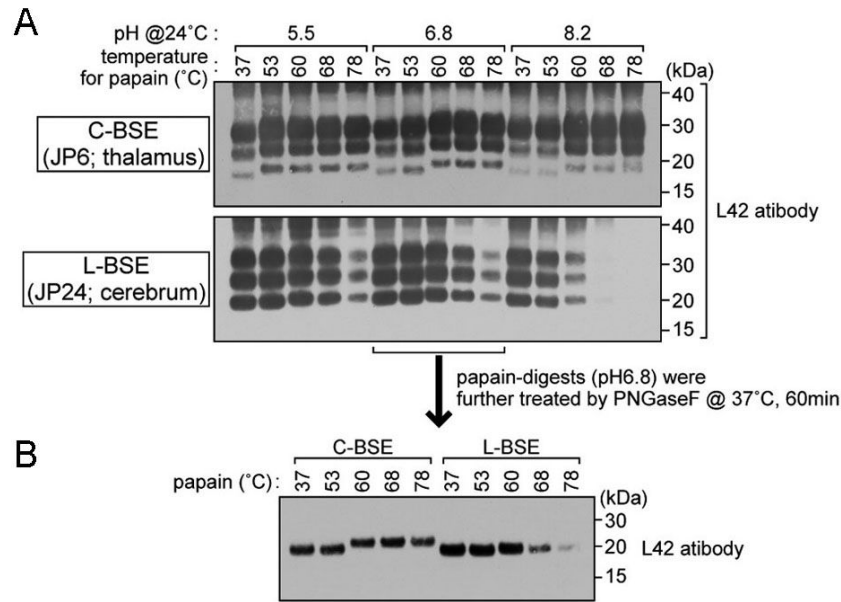 A
pH @24˚C : 5.5 6.8 8.2
temperature for papain (˚C) : 37 53 60 68 78 37 53 60 68 78 37 53 60 68 78
(kDa)
C-BSE
(JP6; thalamus)
40
30
20
15
L-BSE
(JP24; cerebrum)
40
30
20
15
L42 atibody
papain-digests (pH6.8) were
further treated by PNGaseF @ 37˚C, 60min
B
C-BSE L-BSE
papain (˚C) : 37 53 60 68 78 37 53 60 68 78
(kDa)
30
20
15
L42 atibody